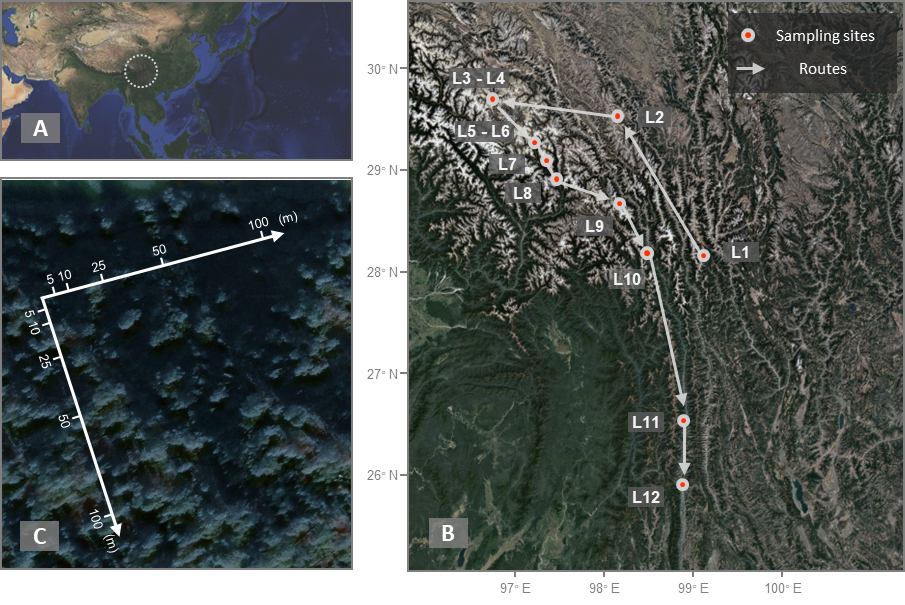 A
100 (m)
50
25
5 10
5
10
25
50
100
(m)
C
Sampling sites
Routes
30° N
29° N
28° N
27° N
26° N
L3 - L4
L2
L5 - L6
L7
L8
L9
L1
L10
L11
L12
B
97° E
98° E
99° E
100° E